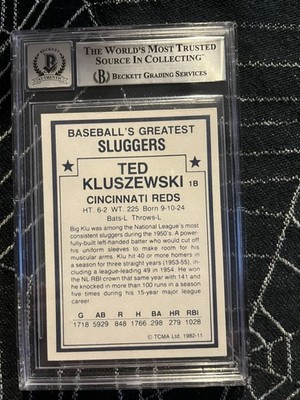 THE WORLD'S MOST TRUSTED
SOURCE IN COLLECTING™
BECKETT GRADING SERVICES
BASEBALL'S GREATEST
SLUGGERS
TED
KLUSZEWSKI 1B
CINCINNATI REDS
HT. 6-2 WT. 225 Born 9-10-24
Bats-L Throws-L
Big Klu was among the National League's most
consistent sluggers during the 1950's. A power-
fully-built left-handed batter who would cut off
his uniform sleeves to make room for his
muscular arms. Klu hit 40 or more homers in
a season for three straight years (1953-55), in-
cluding a league-leading 49 in 1954. He won
the NL RBI crown that same year with 141 and
he knocked in more than 100 runs in a season
five times during his 15-year major league
career.
G AB R H BA HR RBI
1718 5929 848 1766 .298 279 1028
© TCMA Ltd. 1982-11